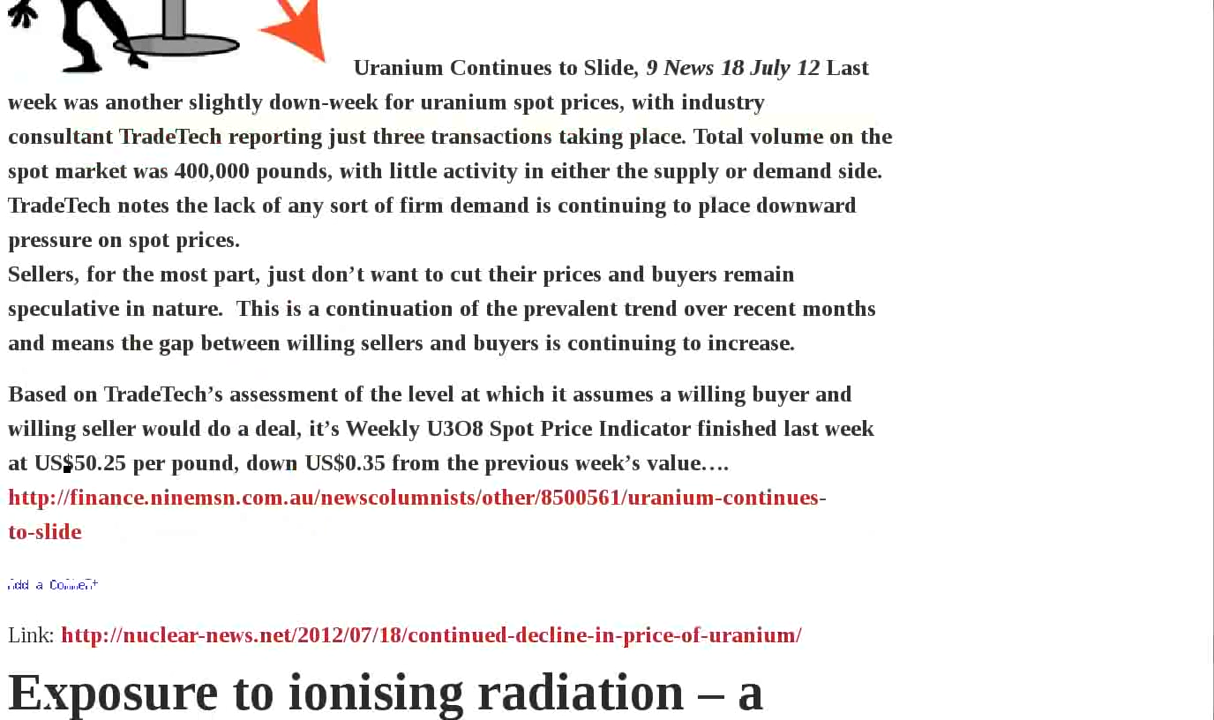 Uranium Continues to Slide, 9 News 18 July 12 Last
week was another slightly down-week for uranium spot prices, with industry
consultant TradeTech reporting just three transactions taking place. Total volume on the
spot market was 400,000 pounds, with little activity in either the supply or demand side.
TradeTech notes the lack of any sort of firm demand is continuing to place downward
pressure on spot prices.
Sellers, for the most part, just don’t want to cut their prices and buyers remain
speculative in nature.  This is a continuation of the prevalent trend over recent months
and means the gap between willing sellers and buyers is continuing to increase.
Based on TradeTech’s assessment of the level at which it assumes a willing buyer and
willing seller would do a deal, it’s Weekly U3O8 Spot Price Indicator finished last week
at US$50.25 per pound, down US$0.35 from the previous week’s value….
http://finance.ninemsn.com.au/newscolumnists/other/8500561/uranium-continues-
to-slide
Add a Comment
Link: http://nuclear-news.net/2012/07/18/continued-decline-in-price-of-uranium/
Exposure to ionising radiation – a